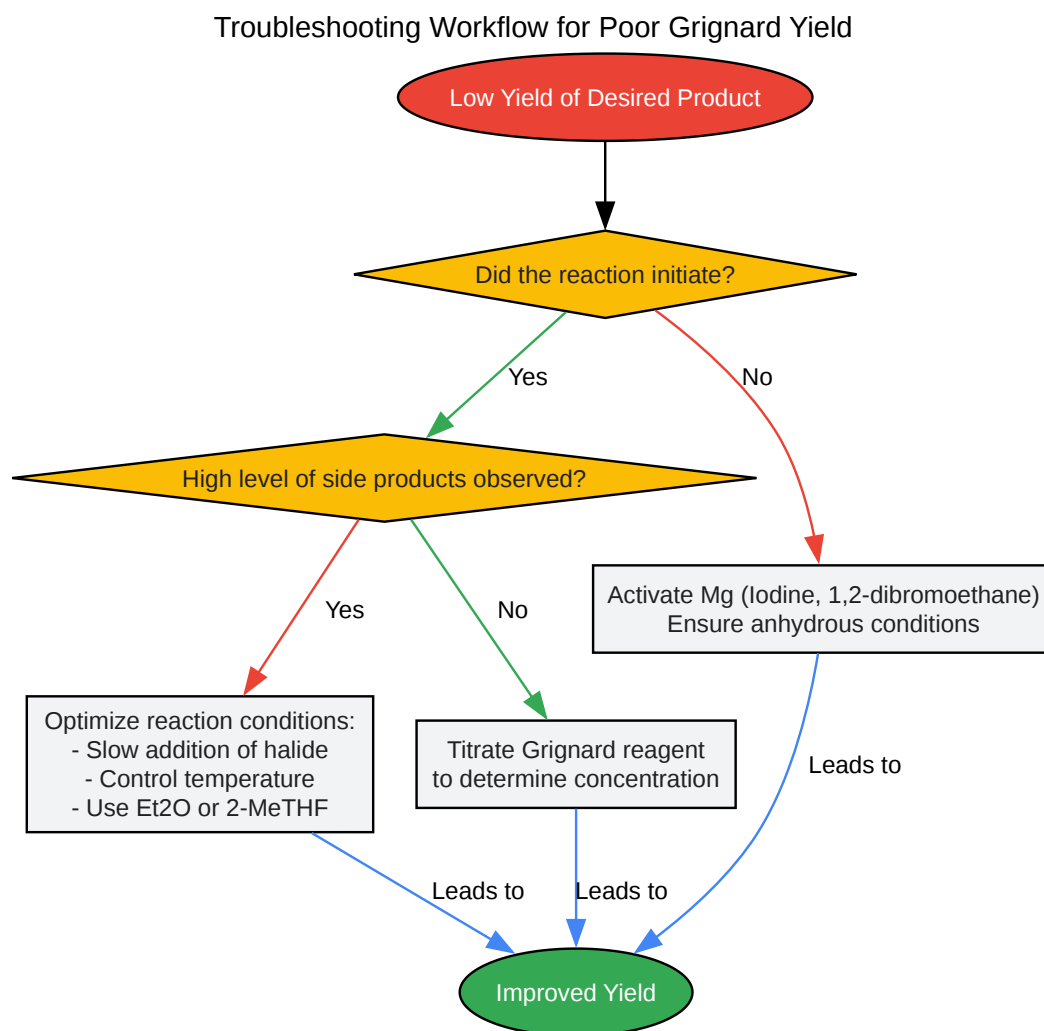 Troubleshooting Workflow for Poor Grignard Yield
Low Yield of Desired Product
Did the reaction initiate?
Yes
No
High level of side products observed?
Yes
No
Activate Mg (Iodine, 1,2-dibromoethane)
Ensure anhydrous conditions
Optimize reaction conditions:
- Slow addition of halide
- Control temperature
- Use Et2O or 2-MeTHF
Titrate Grignard reagent
to determine concentration
Leads to
Leads to
Leads to
Improved Yield